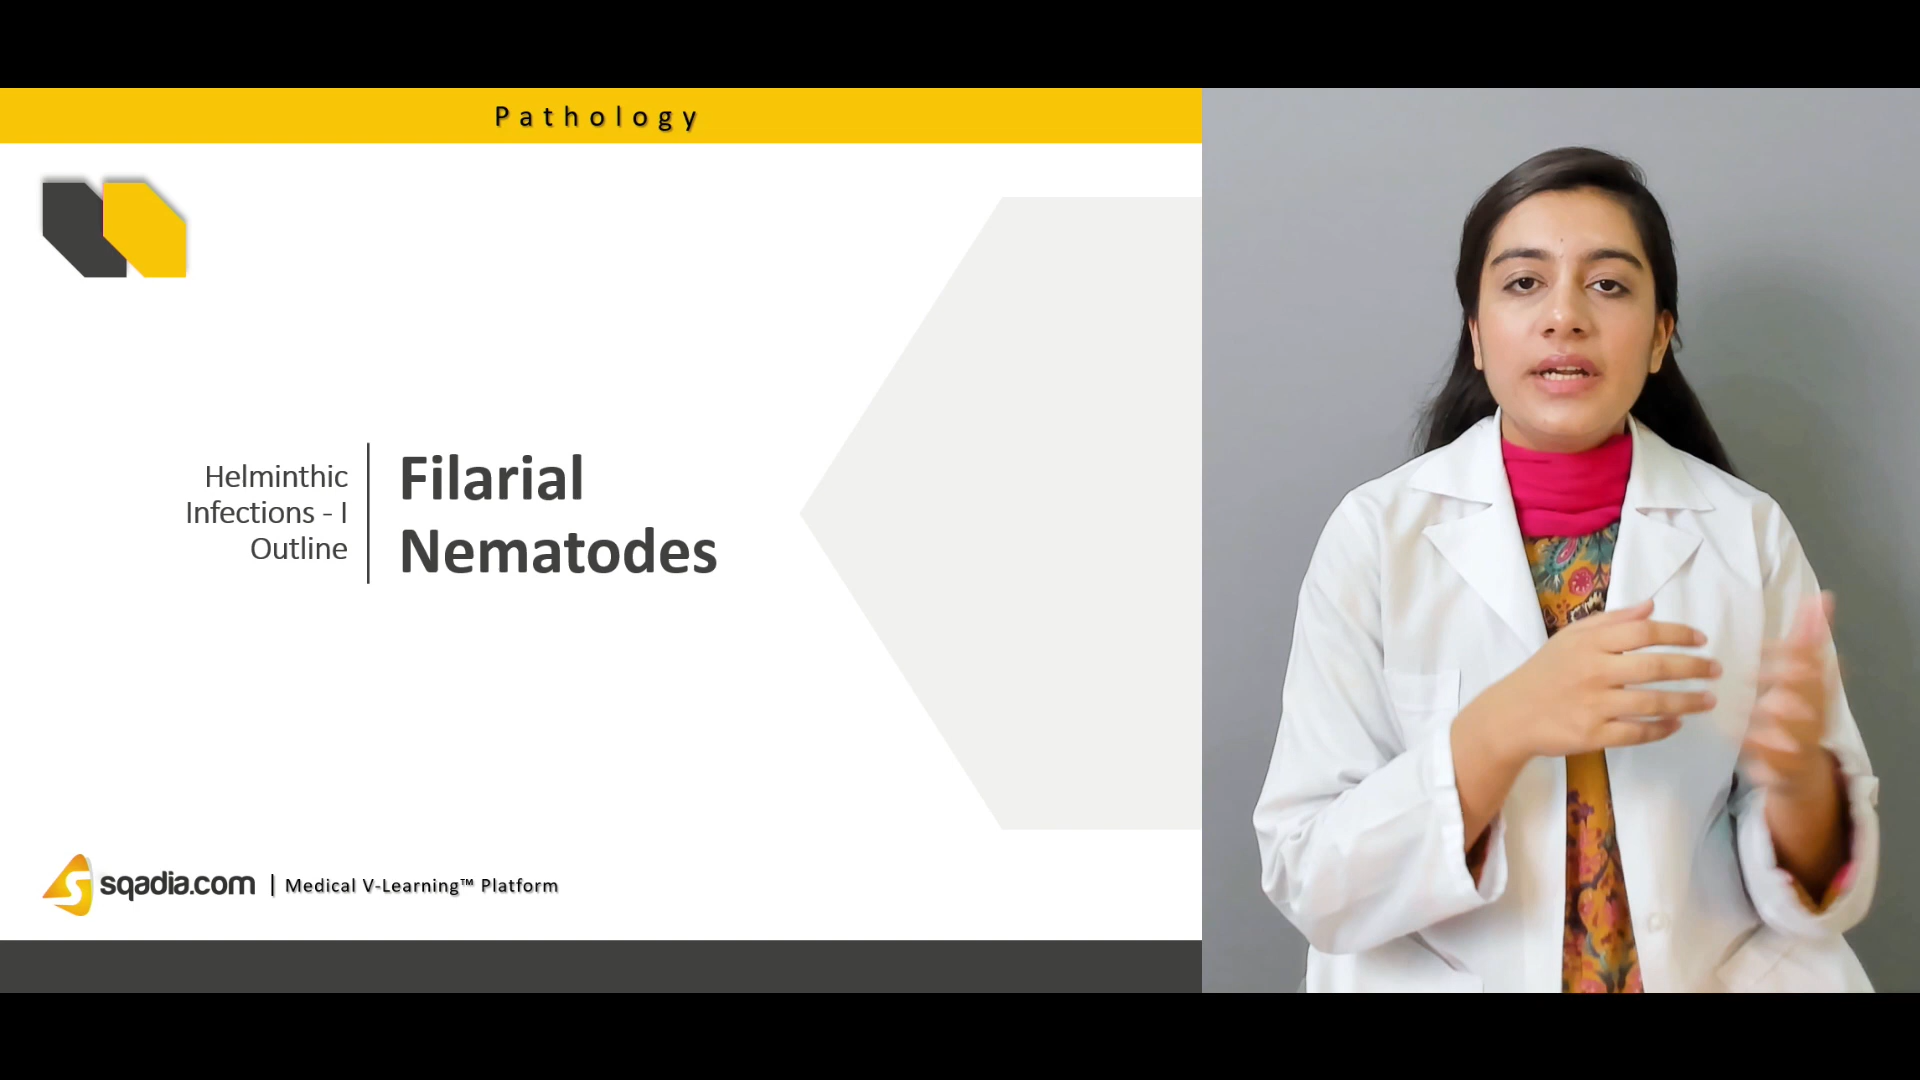 Pathology
Helminthic
Infections - I
Outline
Filarial
Nematodes
sqadia.com | Medical V-Learning™ Platform